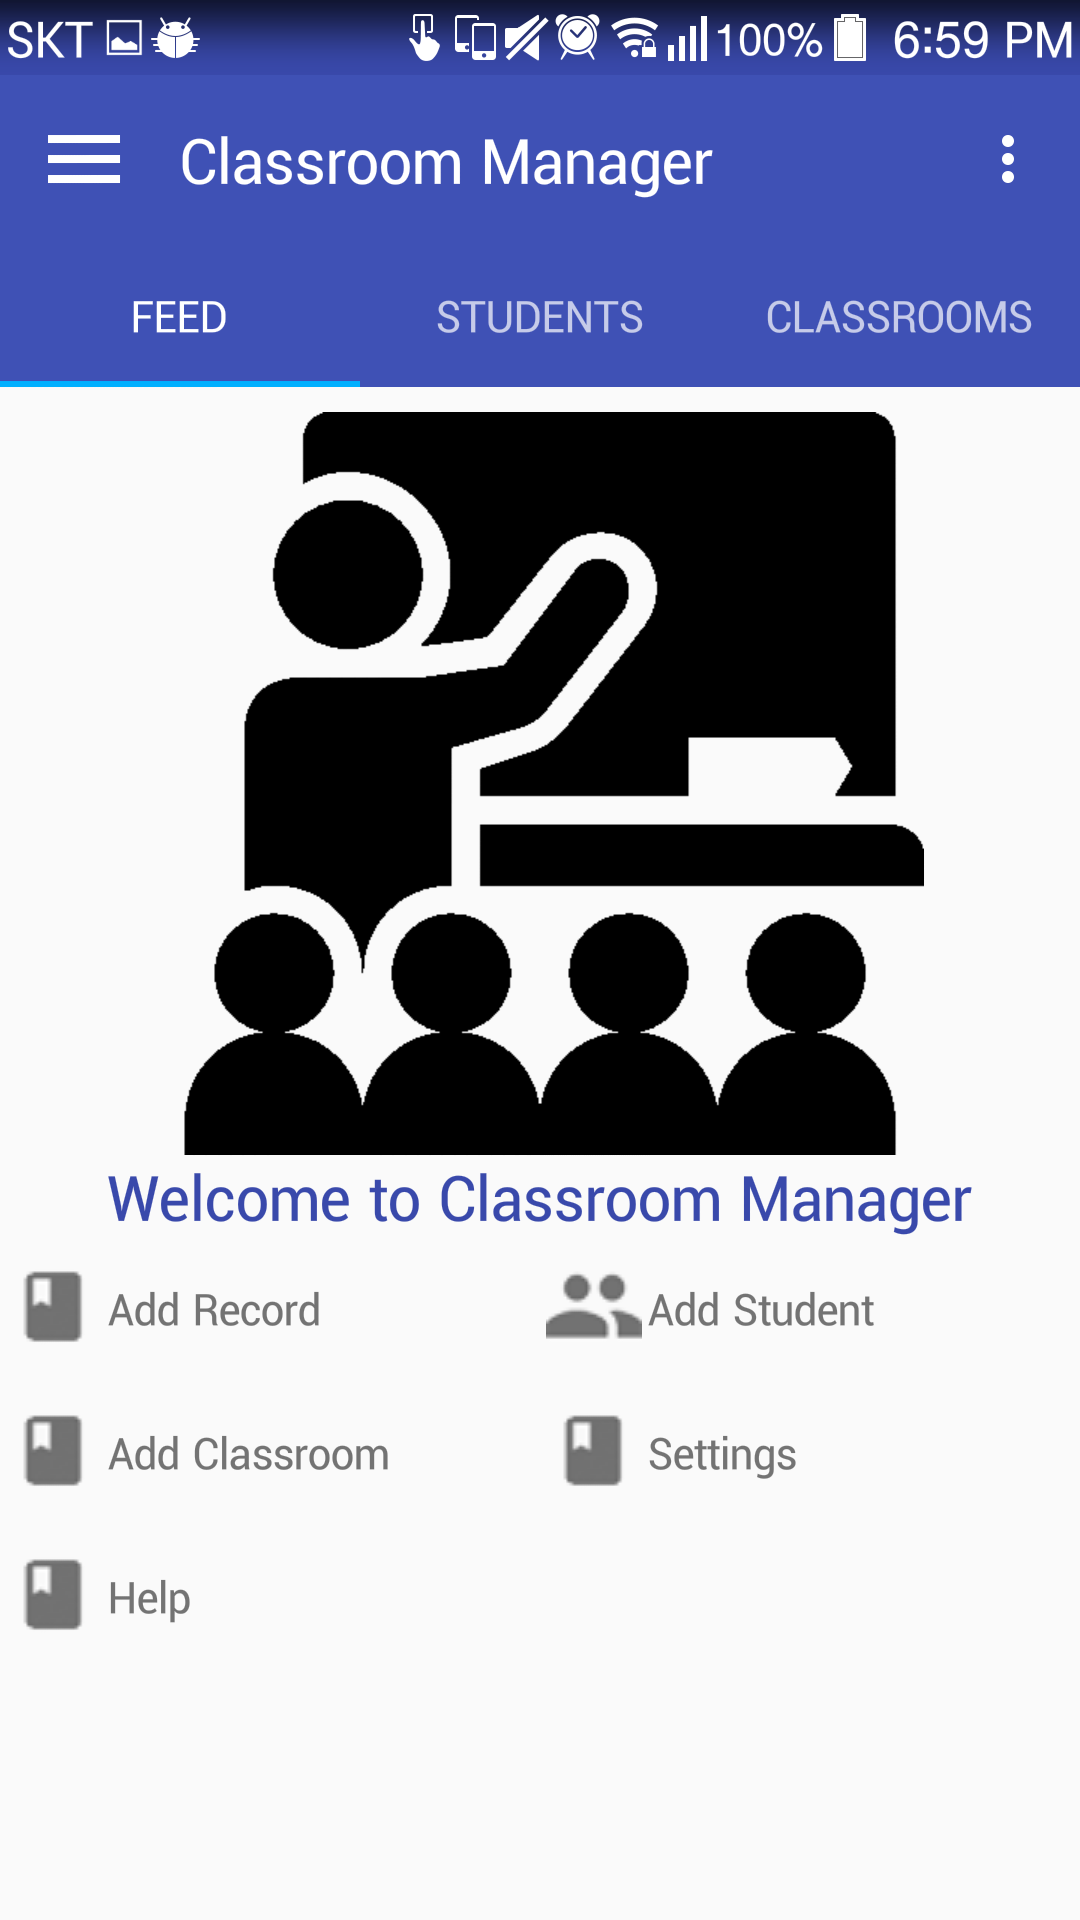 SKT 100% 6:59 PM
Classroom Manager
FEED STUDENTS CLASSROOMS
Welcome to Classroom Manager
Add Record Add Student
Add Classroom Settings
Help